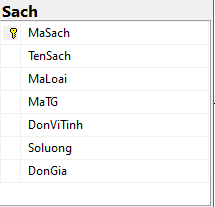 Sach
MaSach
TenSach
MaLoai
MaTG
DonViTinh
Soluong
DonGia